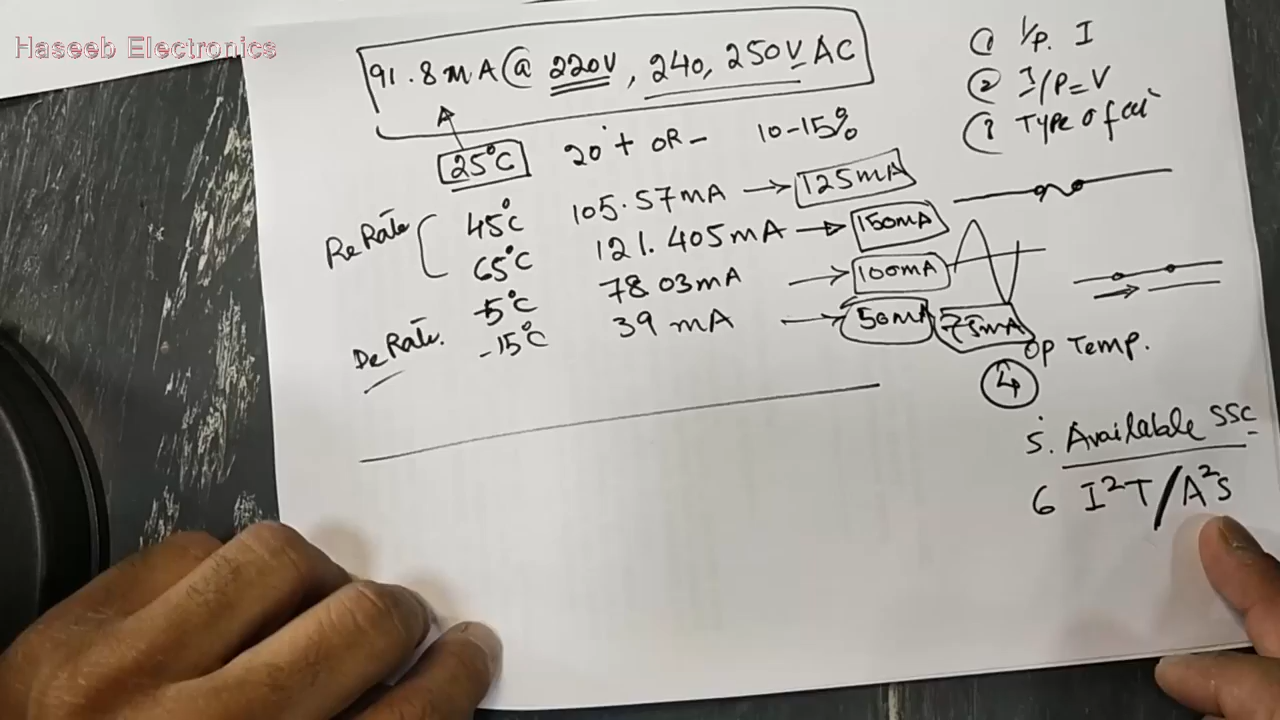 Haseeb Electronics
91.8mA@ 220V, 240, 250V AC
25°C 20° + OR - 10-15%
ReRate
45°C 105.57mA → 125mA
65°C 121.405mA → 150mA
5°C 78.03mA → 100mA
DeRate.
-15°C 39 mA → 50mA 75mA
① I/P. I
② I/P=V
③ TYPE of
④ Op Temp.
5. Available SSC
6 I²T/A²S